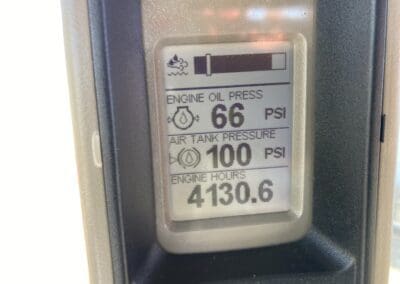 ENGINE OIL PRESS
66 PSI
AIR TANK PRESSURE
100 PSI
ENGINE HOURS
4130.6